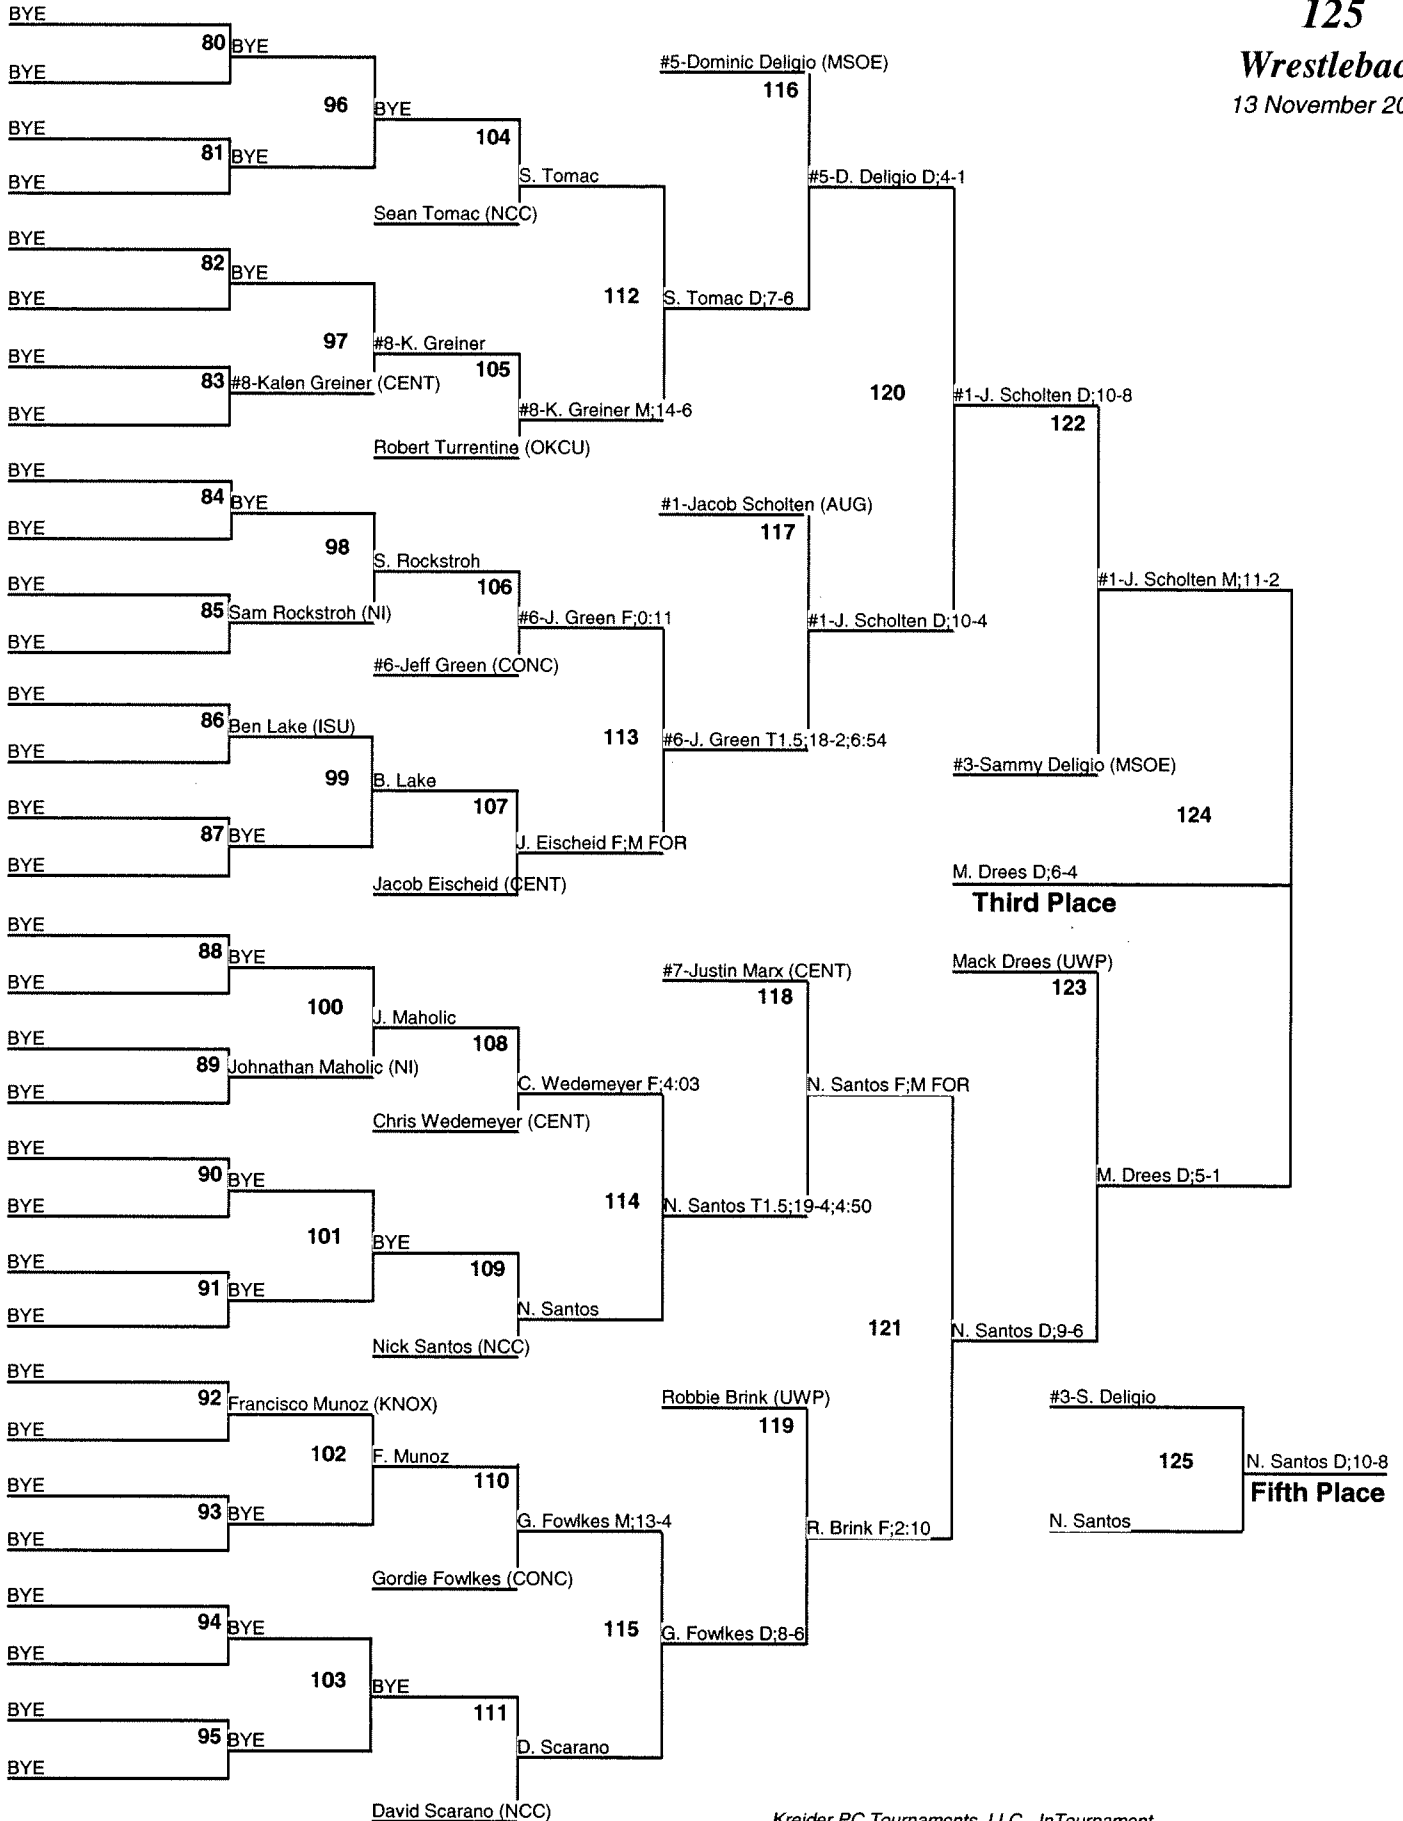 125
Wrestlebac
13 November 20
BYE
80 BYE
BYE
96 BYE
BYE
81 BYE
BYE
104 S. Tomac
Sean Tomac (NCC)
BYE
82 BYE
BYE
97 #8-K. Greiner
BYE
83 #8-Kalen Greiner (CENT)
BYE
105 #8-K. Greiner M;14-6
Robert Turrentine (OKCU)
112 S. Tomac D;7-6
#5-Dominic Deligio (MSOE)
116 #5-D. Deligio D;4-1
BYE
84 BYE
BYE
98 S. Rockstroh
BYE
85 Sam Rockstroh (NI)
BYE
106 #6-J. Green F;0:11
#6-Jeff Green (CONC)
BYE
86 Ben Lake (ISU)
BYE
99 B. Lake
BYE
87 BYE
BYE
107 J. Eischeid F;M FOR
Jacob Eischeid (CENT)
113 #6-J. Green T1.5;18-2;6:54
#1-Jacob Scholten (AUG)
117 #1-J. Scholten D;10-4
120 #1-J. Scholten D;10-8
122 #1-J. Scholten M;11-2
#3-Sammy Deligio (MSOE)
124
M. Drees D;6-4
Third Place
BYE
88 BYE
BYE
100 J. Maholic
BYE
89 Johnathan Maholic (NI)
BYE
108 C. Wedemeyer F;4:03
Chris Wedemeyer (CENT)
BYE
90 BYE
BYE
101 BYE
BYE
91 BYE
BYE
109 N. Santos
Nick Santos (NCC)
114 N. Santos T1.5;19-4;4:50
#7-Justin Marx (CENT)
118 N. Santos F;M FOR
Mack Drees (UWP)
123 M. Drees D;5-1
121 N. Santos D;9-6
BYE
92 Francisco Munoz (KNOX)
BYE
102 F. Munoz
BYE
93 BYE
BYE
110 G. Fowlkes M;13-4
Gordie Fowlkes (CONC)
BYE
94 BYE
BYE
103 BYE
BYE
95 BYE
BYE
111 D. Scarano
David Scarano (NCC)
115 G. Fowlkes D;8-6
Robbie Brink (UWP)
119 R. Brink F;2:10
#3-S. Deligio
125 N. Santos D;10-8
Fifth Place
N. Santos
Kreider PC Tournaments, LLC - InTournament